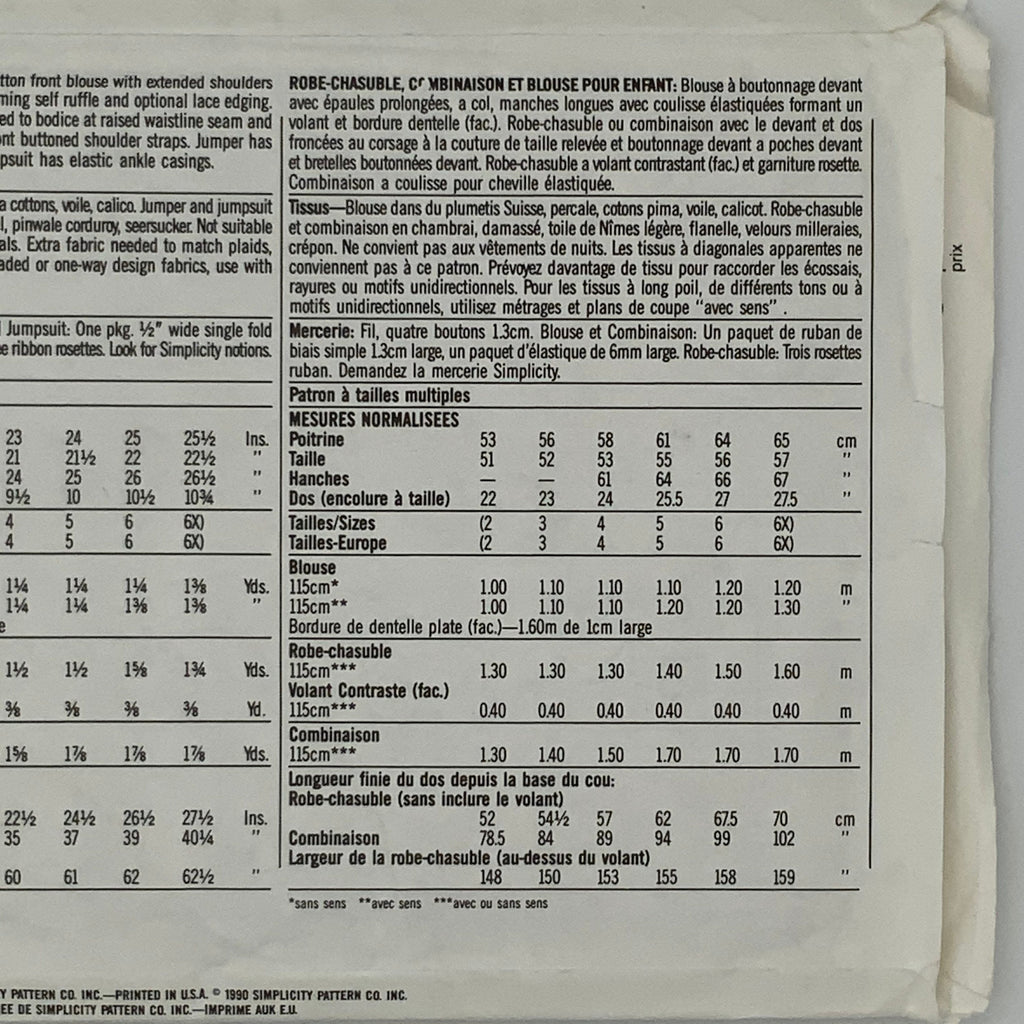 tton front blouse with extended shoulders
ming self ruffle and optional lace edging.
ed to bodice at raised waistline seam and
nt buttoned shoulder straps. Jumper has
psuit has elastic ankle casings.
a cottons, voile, calico. Jumper and jumpsuit
l, pinwale corduroy, seersucker. Not suitable
als. Extra fabric needed to match plaids,
aded or one-way design fabrics, use with
Jumpsuit: One pkg. ½" wide single fold
e ribbon rosettes. Look for Simplicity notions.
23 24 25 25½ Ins.
21 21½ 22 22½ "
24 25 26 26½ "
9½ 10 10½ 10¾ "
4 5 6 6X)
4 5 6 6X)
1¼ 1¼ 1¼ 1⅜ Yds.
1¼ 1¼ 1⅜ 1⅜ "
e
1½ 1½ 1⅝ 1¾ Yds.
⅜ ⅜ ⅜ ⅜ Yd.
1⅝ 1⅞ 1⅞ 1⅞ Yds.
22½ 24½ 26½ 27½ Ins.
35 37 39 40¼ "
60 61 62 62½ "
ROBE-CHASUBLE, COMBINAISON ET BLOUSE POUR ENFANT: Blouse à boutonnage devant
avec épaules prolongées, a col, manches longues avec coulisse élastiquées formant un
volant et bordure dentelle (fac.). Robe-chasuble ou combinaison avec le devant et dos
froncées au corsage à la couture de taille relevée et boutonnage devant a poches devant
et bretelles boutonnées devant. Robe-chasuble a volant contrastant (fac.) et garniture rosette.
Combinaison a coulisse pour cheville élastiquée.
Tissus—Blouse dans du plumetis Suisse, percale, cotons pima, voile, calicot. Robe-chasuble
et combinaison en chambrai, damassé, toile de Nîmes légère, flanelle, velours milleraies,
crépon. Ne convient pas aux vêtements de nuits. Les tissus à diagonales apparentes ne
conviennent pas à ce patron. Prévoyez davantage de tissu pour raccorder les écossais,
rayures ou motifs unidirectionnels. Pour les tissus à long poil, de différents tons ou à
motifs unidirectionnels, utilisez métrages et plans de coupe "avec sens" .
Mercerie: Fil, quatre boutons 1.3cm. Blouse et Combinaison: Un paquet de ruban de
biais simple 1.3cm large, un paquet d'élastique de 6mm large. Robe-chasuble: Trois rosettes
ruban. Demandez la mercerie Simplicity.
Patron à tailles multiples
MESURES NORMALISEES
Poitrine 53 56 58 61 64 65 cm
Taille 51 52 53 55 56 57 "
Hanches — — 61 64 66 67 "
Dos (encolure à taille) 22 23 24 25.5 27 27.5 "
Tailles/Sizes (2 3 4 5 6 6X)
Tailles-Europe (2 3 4 5 6 6X)
Blouse
115cm* 1.00 1.10 1.10 1.10 1.20 1.20 m
115cm** 1.00 1.10 1.10 1.20 1.20 1.30 "
Bordure de dentelle plate (fac.)—1.60m de 1cm large
Robe-chasuble
115cm*** 1.30 1.30 1.30 1.40 1.50 1.60 m
Volant Contraste (fac.)
115cm*** 0.40 0.40 0.40 0.40 0.40 0.40 m
Combinaison
115cm*** 1.30 1.40 1.50 1.70 1.70 1.70 m
Longueur finie du dos depuis la base du cou:
Robe-chasuble (sans inclure le volant)
52 54½ 57 62 67.5 70 cm
Combinaison 78.5 84 89 94 99 102 "
Largeur de la robe-chasuble (au-dessus du volant)
148 150 153 155 158 159 "
*sans sens **avec sens ***avec ou sans sens
Y PATTERN CO. INC.—PRINTED IN U.S.A. © 1990 SIMPLICITY PATTERN CO. INC.
EE DE SIMPLICITY PATTERN CO. INC.—IMPRIME AUK E.U.
prix